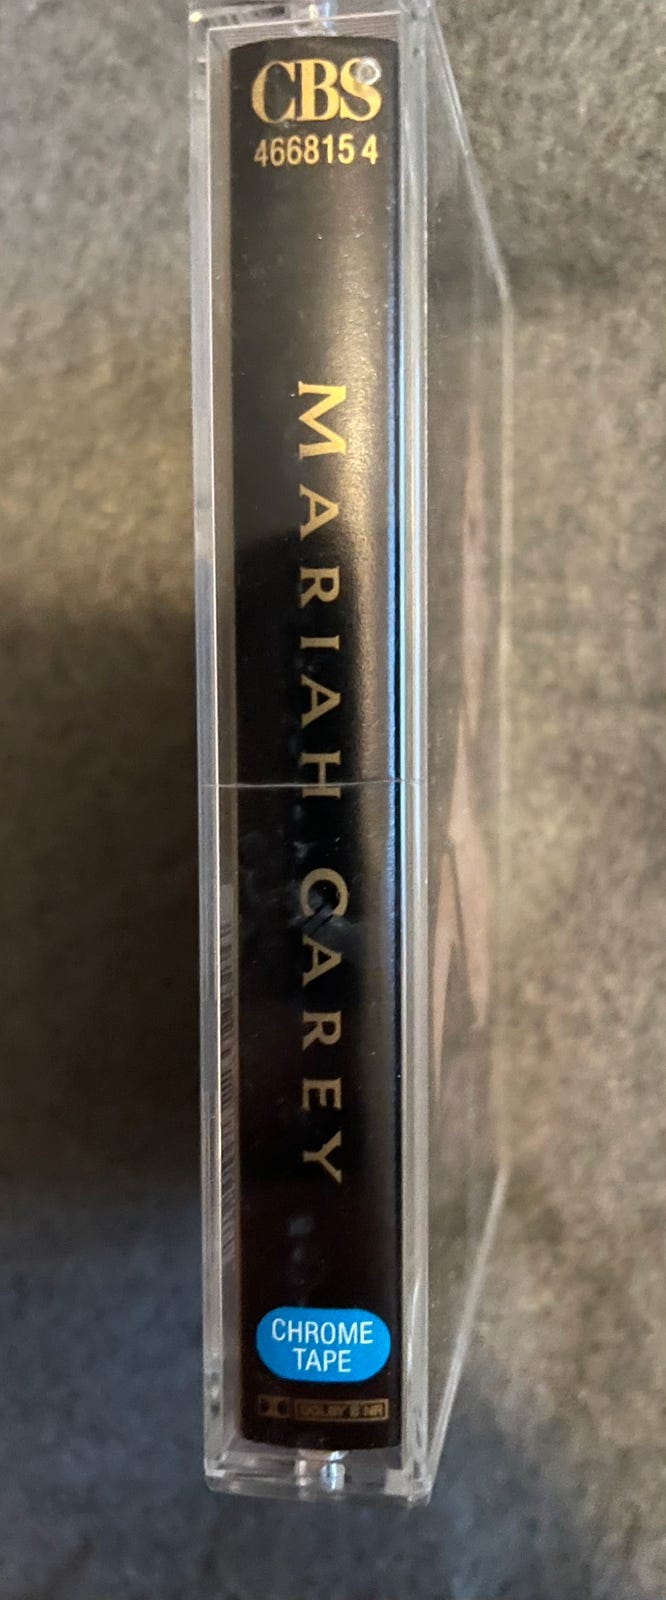 CBS
466815 4
MARIAH CAREY
CHROME
TAPE
DOLBY B NR